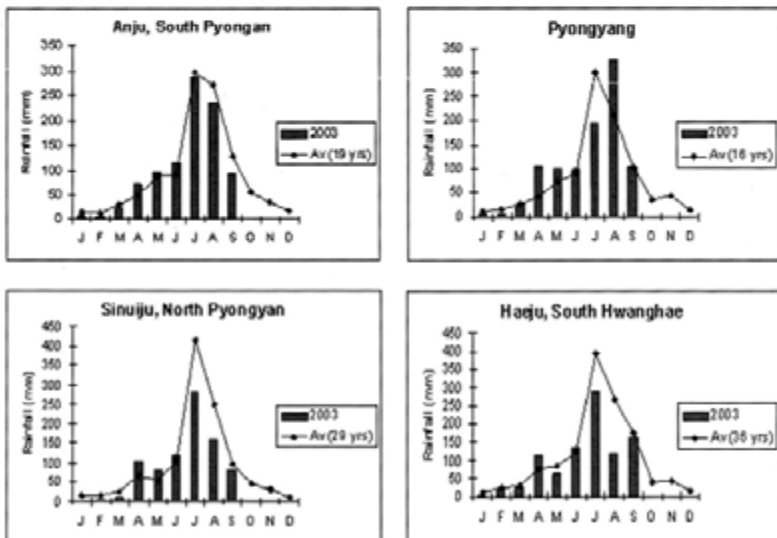 Anju, South Pyongan
Rainfall (mm)
350
300
250
200
150
100
50
0
J F M A M J J A S O N D
2003
Av (19 yrs)
Pyongyang
Rainfall (mm)
350
300
250
200
150
100
50
0
J F M A M J J A S O N D
2003
Av (16 yrs)
Sinuiju, North Pyongyan
Rainfall (mm)
450
400
350
300
250
200
150
100
50
0
J F M A M J J A S O N D
2003
Av (29 yrs)
Haeju, South Hwanghae
Rainfall (mm)
450
400
350
300
250
200
150
100
50
0
J F M A M J J A S O N D
2003
Av (36 yrs)